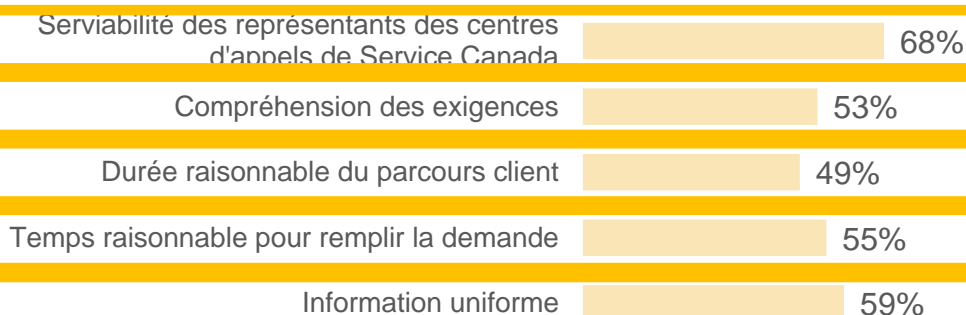 Serviabilité des représentants des centres
d'appels de Service Canada
68%
Compréhension des exigences
53%
Durée raisonnable du parcours client
49%
Temps raisonnable pour remplir la demande
55%
Information uniforme
59%